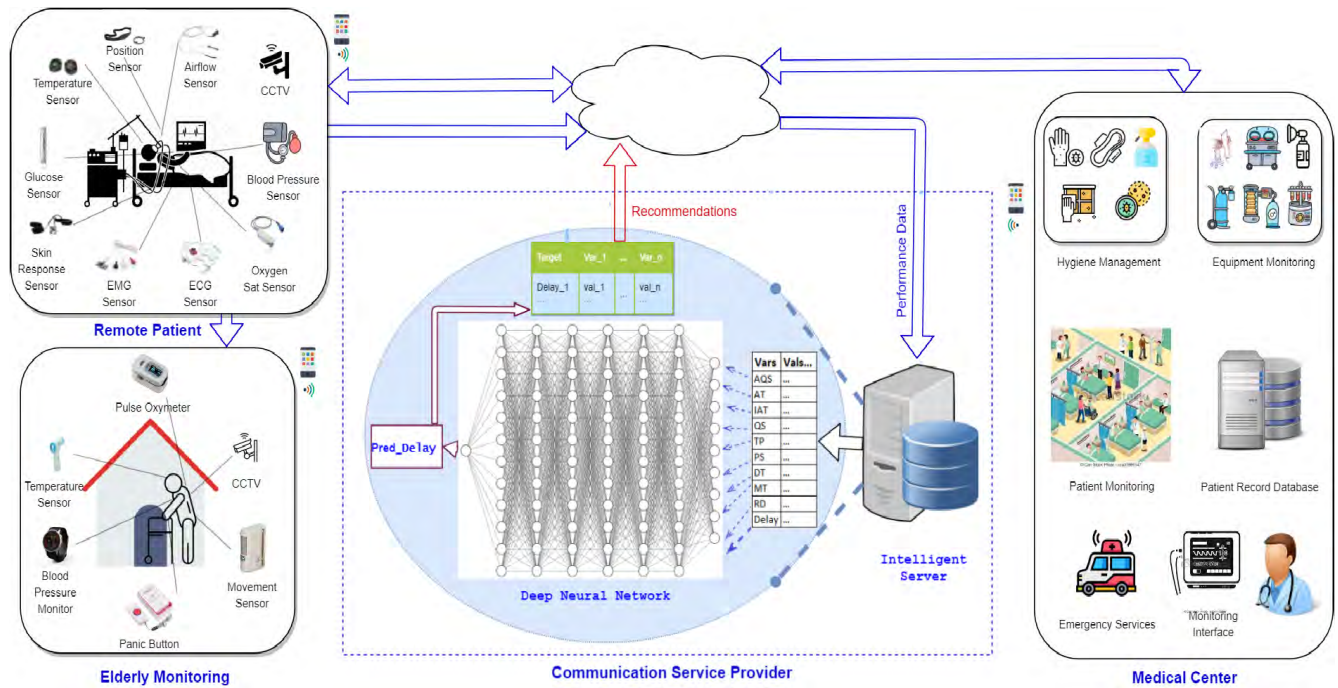 Position
Sensor
Airflow
Sensor
Temperature
Sensor
CCTV
Glucose
Sensor
Blood Pressure
Sensor
Skin
Response
Sensor
EMG
Sensor
ECG
Sensor
Oxygen
Sat Sensor
Remote Patient
Pulse Oxymeter
Temperature
Sensor
CCTV
Blood
Pressure
Monitor
Movement
Sensor
Panic Button
Elderly Monitoring
Recommendations
Performance Data
Target Var_1 ... Var_n
Delay_1 val_1 ... val_n
.... ... ...
Pred_Delay
Deep Neural Network
Vars Vals...
AQS ...
AT ...
IAT ...
QS ...
TP ...
PS ...
DT ...
MT ...
RD ...
Delay ...
Intelligent
Server
Communication Service Provider
Hygiene Management
Equipment Monitoring
Patient Monitoring
Patient Record Database
Emergency Services
Monitoring
Interface
Medical Center